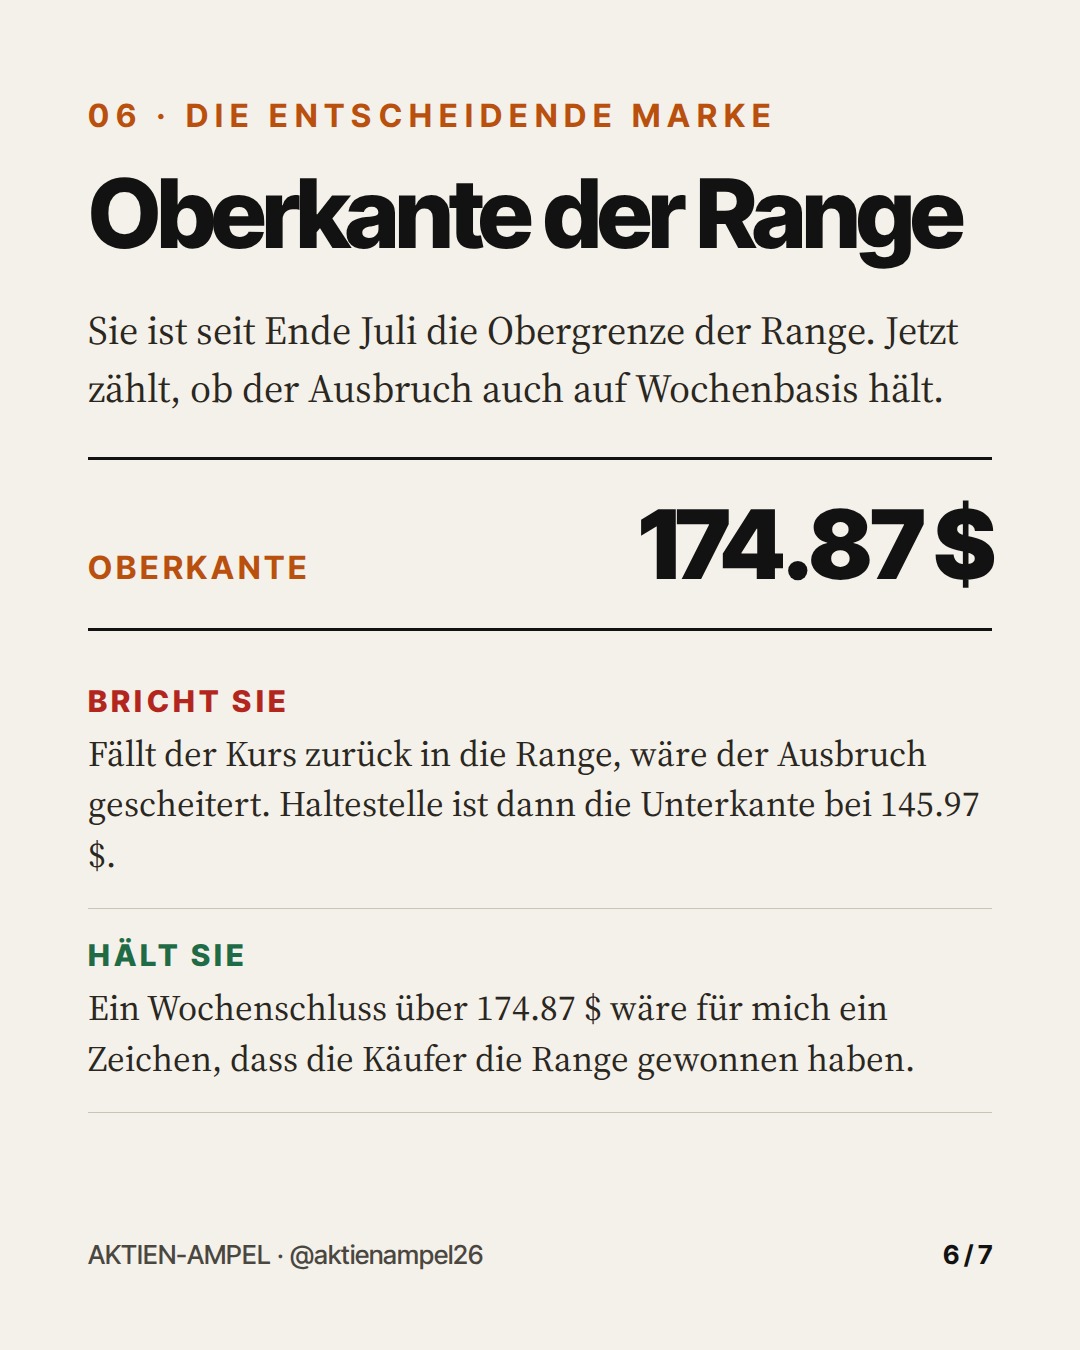 06 · DIE ENTSCHEIDENDE MARKE
Oberkante der Range
Sie ist seit Ende Juli die Obergrenze der Range. Jetzt
zählt, ob der Ausbruch auch auf Wochenbasis hält.
OBERKANTE 174.87 $
BRICHT SIE
Fällt der Kurs zurück in die Range, wäre der Ausbruch
gescheitert. Haltestelle ist dann die Unterkante bei 145.97
$.
HÄLT SIE
Ein Wochenschluss über 174.87 $ wäre für mich ein
Zeichen, dass die Käufer die Range gewonnen haben.
AKTIEN-AMPEL · @aktienampel26 6 / 7